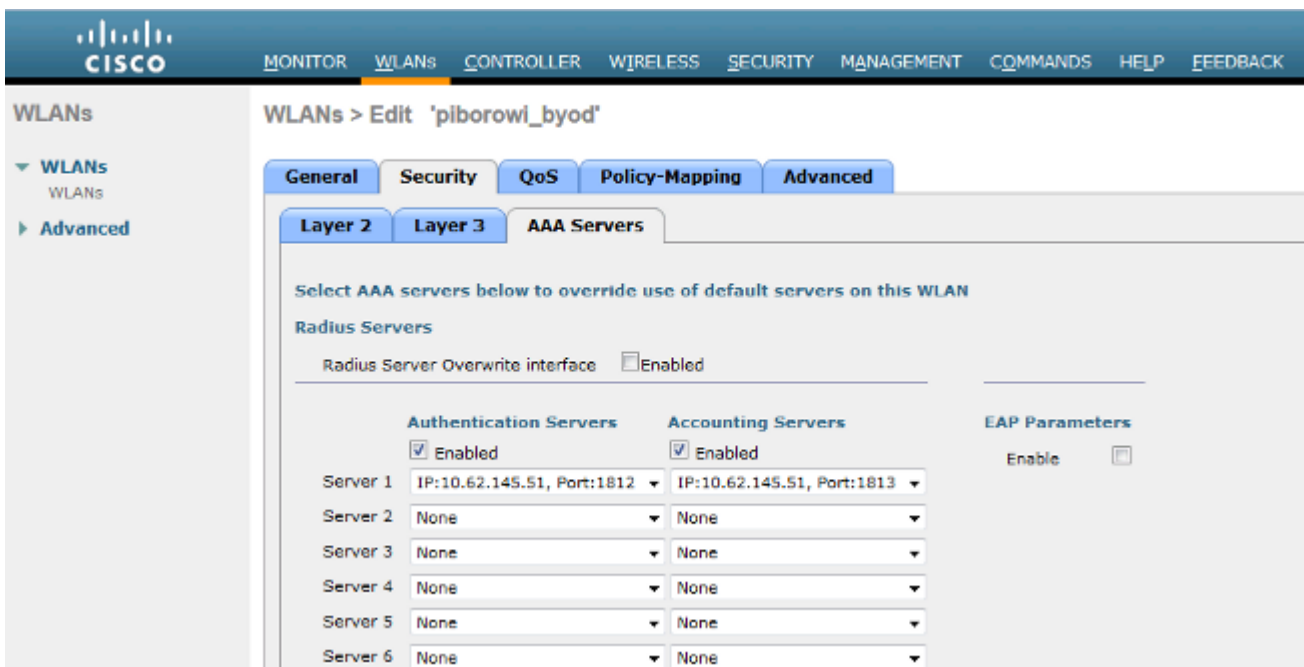 CISCO
MONITOR WLANs CONTROLLER WIRELESS SECURITY MANAGEMENT COMMANDS HELP FEEDBACK
WLANs
WLANs > Edit 'piborowi_byod'
WLANs
WLANs
Advanced
General Security QoS Policy-Mapping Advanced
Layer 2 Layer 3 AAA Servers
Select AAA servers below to override use of default servers on this WLAN
Radius Servers
Radius Server Overwrite interface Enabled
Authentication Servers Accounting Servers EAP Parameters
Enabled Enabled Enable
Server 1 IP:10.62.145.51, Port:1812 IP:10.62.145.51, Port:1813
Server 2 None None
Server 3 None None
Server 4 None None
Server 5 None None
Server 6 None None